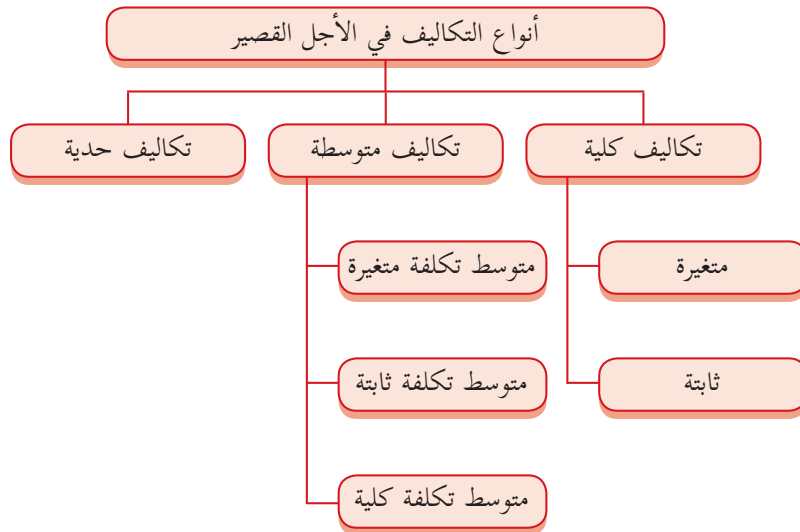 أنواع التكاليف في الأجل القصير
تكاليف كلية
تكاليف متوسطة
تكاليف حدية
متغيرة
متوسط تكلفة متغيرة
ثابتة
متوسط تكلفة ثابتة
متوسط تكلفة كلية